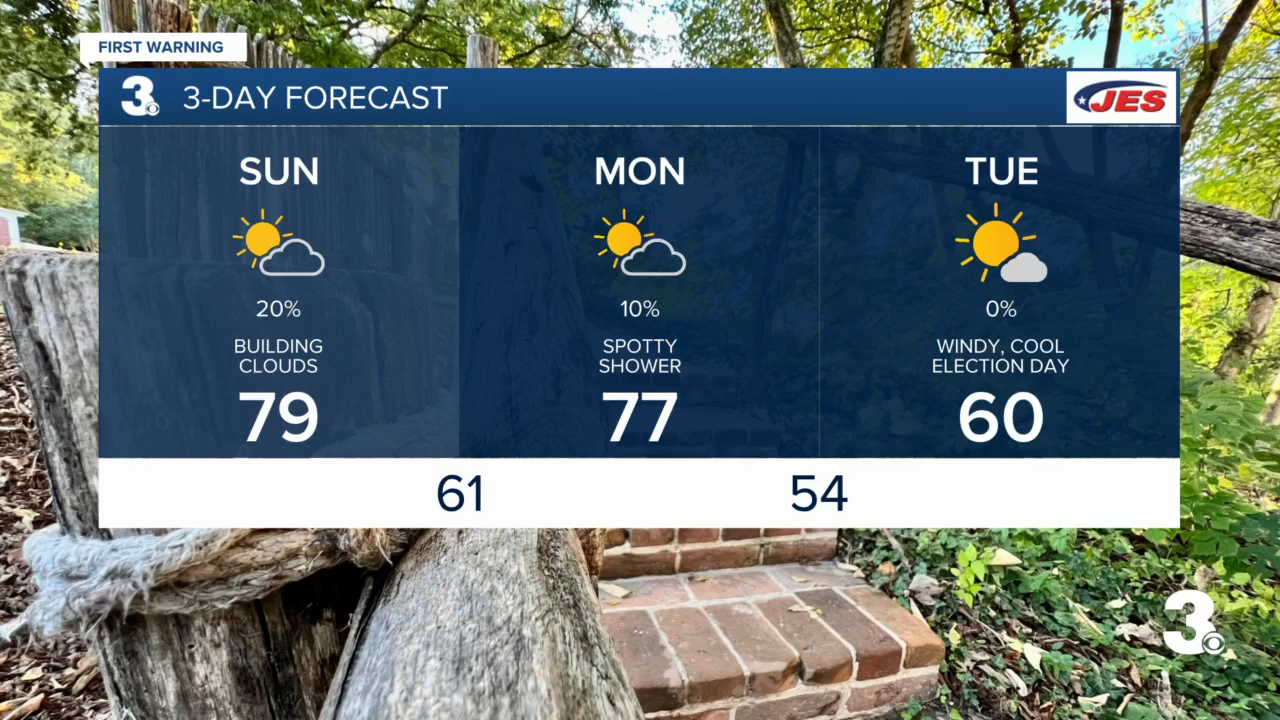 FIRST WARNING
3 3-DAY FORECAST
JES
SUN
20%
BUILDING
CLOUDS
79
MON
10%
SPOTTY
SHOWER
77
TUE
0%
WINDY, COOL
ELECTION DAY
60
61
54
3